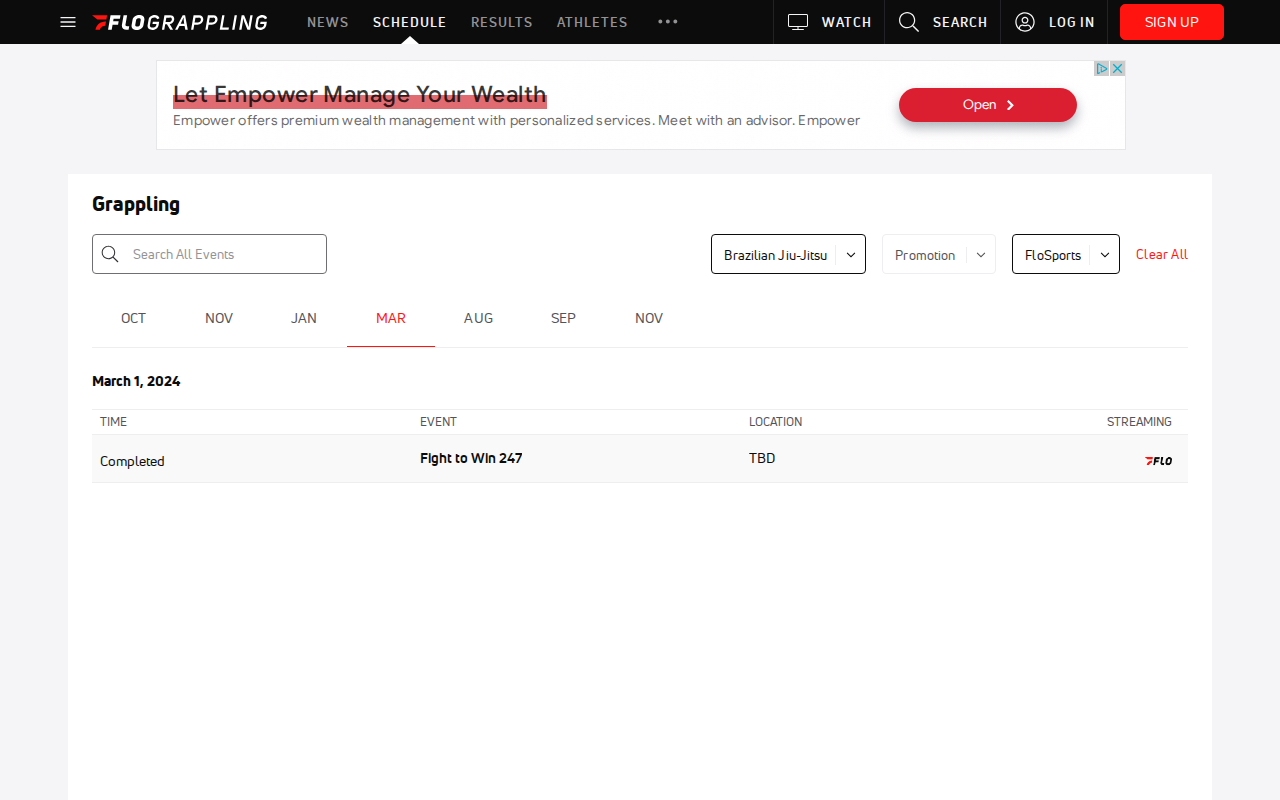 FLOGRAPPLING NEWS SCHEDULE RESULTS ATHLETES WATCH SEARCH LOG IN SIGN UP
Let Empower Manage Your Wealth
Empower offers premium wealth management with personalized services. Meet with an advisor. Empower
Open
Grappling
Search All Events Brazilian Jiu-Jitsu Promotion FloSports Clear All
OCT NOV JAN MAR AUG SEP NOV
March 1, 2024
TIME EVENT LOCATION STREAMING
Completed Fight to Win 247 TBD FLO